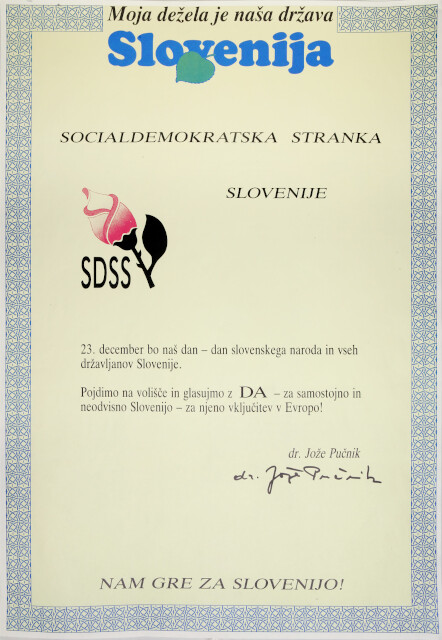 Moja dežela je naša država
Slovenija
SOCIALDEMOKRATSKA STRANKA
SLOVENIJE
SDSS
23. december bo naš dan – dan slovenskega naroda in vseh
državljanov Slovenije.
Pojdimo na volišče in glasujmo z DA – za samostojno in
neodvisno Slovenijo – za njeno vključitev v Evropo!
dr. Jože Pučnik
dr. Jože Pučnik
NAM GRE ZA SLOVENIJO!